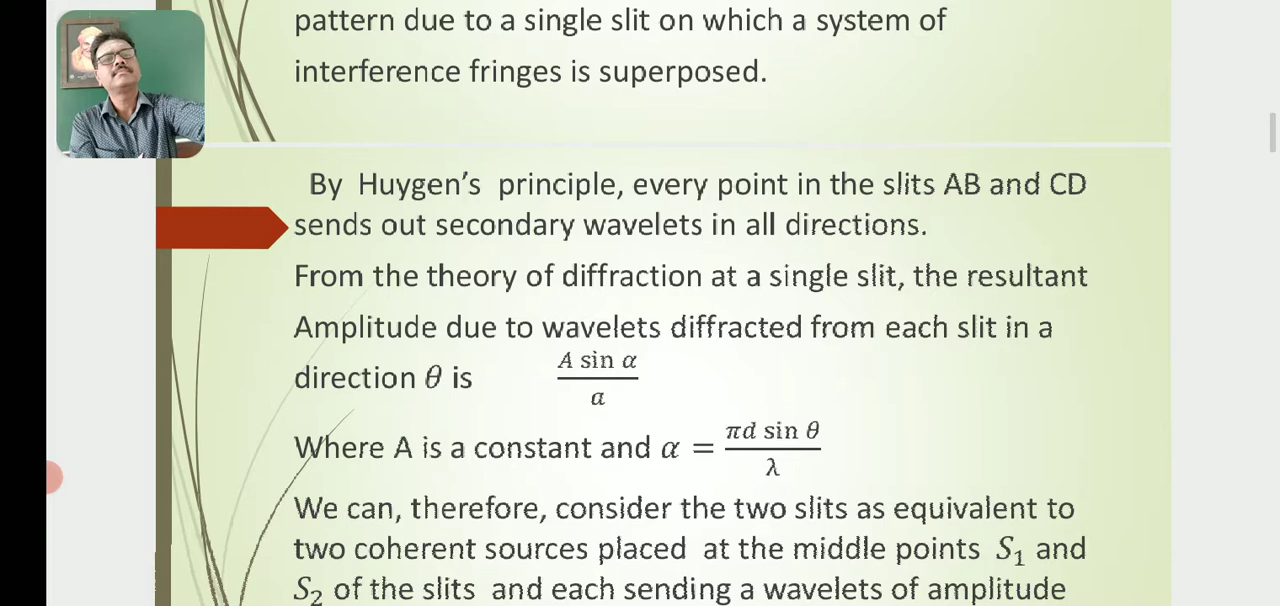 pattern due to a single slit on which a system of
interference fringes is superposed.
By Huygen's principle, every point in the slits AB and CD
sends out secondary wavelets in all directions.
From the theory of diffraction at a single slit, the resultant
Amplitude due to wavelets diffracted from each slit in a
direction θ is A sin α / a
Where A is a constant and α = πd sin θ / λ
We can, therefore, consider the two slits as equivalent to
two coherent sources placed at the middle points S₁ and
S₂ of the slits and each sending a wavelets of amplitude